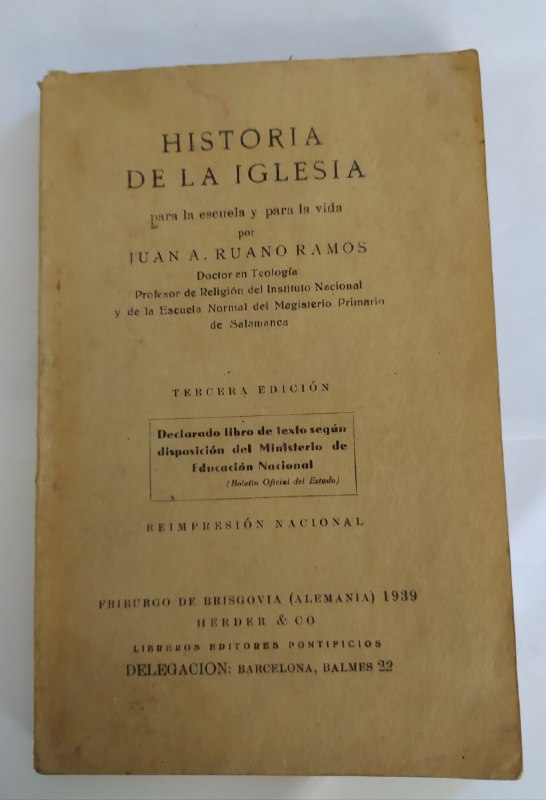 HISTORIA
DE LA IGLESIA
para la escuela y para la vida
por
JUAN A. RUANO RAMOS
Doctor en Teología
Profesor de Religión del Instituto Nacional
y de la Escuela Normal del Magisterio Primario
de Salamanca
TERCERA EDICIÓN
Declarado libro de texto según
disposición del Ministerio de
Educación Nacional
(Boletín Oficial del Estado)
REIMPRESIÓN NACIONAL
FRIBURGO DE BRISGOVIA (ALEMANIA) 1939
HERDER & CO
LIBREROS EDITORES PONTIFICIOS
DELEGACION: BARCELONA, BALMES 22